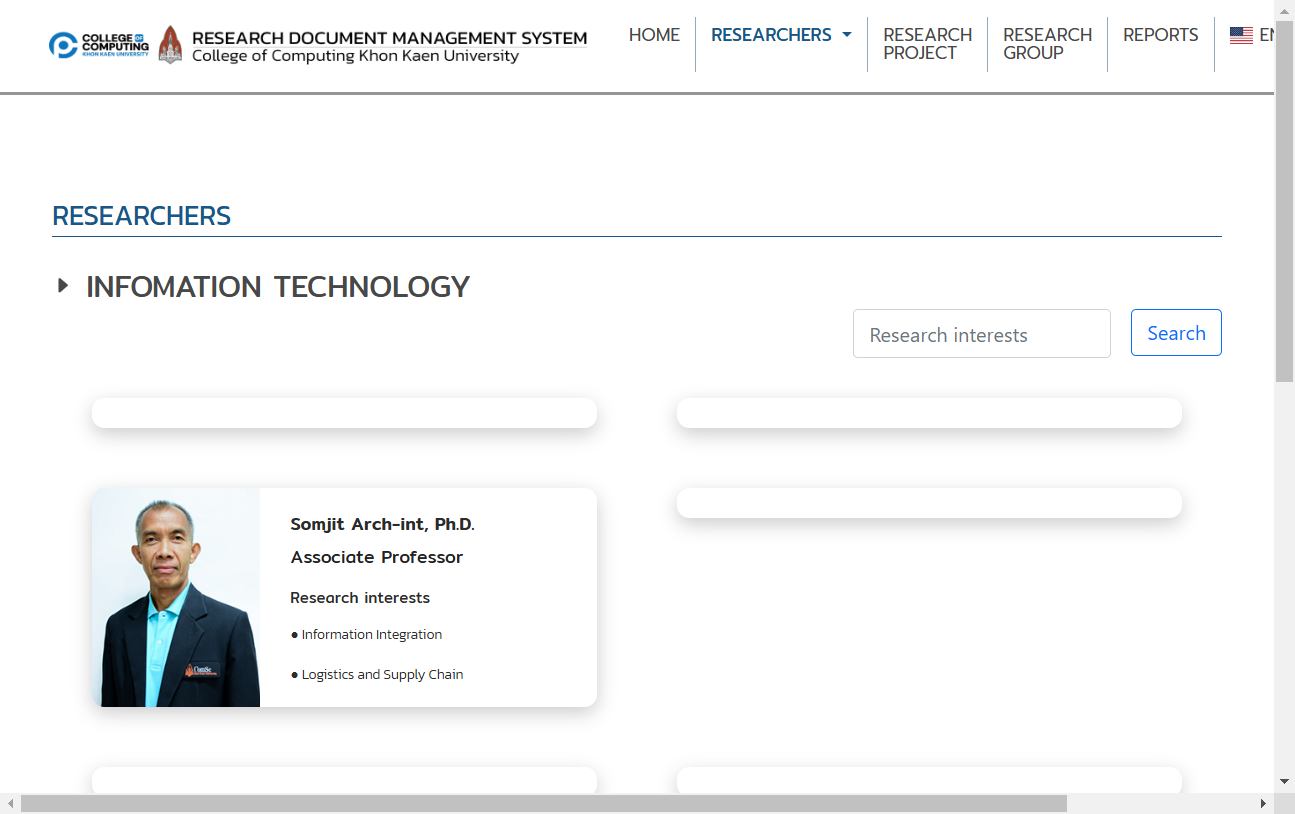 COLLEGE OF
COMPUTING
KHON KAEN UNIVERSITY
RESEARCH DOCUMENT MANAGEMENT SYSTEM
College of Computing Khon Kaen University
HOME
RESEARCHERS
RESEARCH
PROJECT
RESEARCH
GROUP
REPORTS
RESEARCHERS
INFOMATION TECHNOLOGY
Research interests
Search
Somjit Arch-int, Ph.D.
Associate Professor
Research interests
● Information Integration
● Logistics and Supply Chain
ComSc